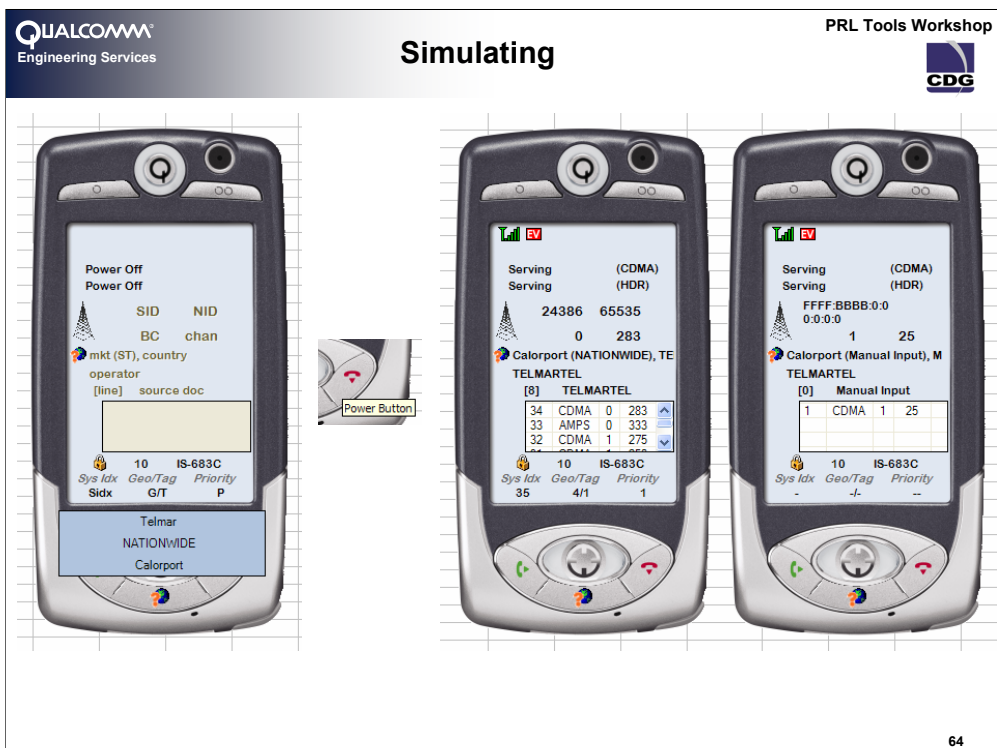 QUALCOMM®
Engineering Services
Simulating
PRL Tools Workshop
CDG
Power Off
Power Off
SID NID
BC chan
mkt (ST), country
operator
[line] source doc
10 IS-683C
Sys Idx Geo/Tag Priority
Sidx G/T P
Telmar
NATIONWIDE
Calorport
Power Button
EV
Serving (CDMA)
Serving (HDR)
24386 65535
0 283
Calorport (NATIONWIDE), TE
TELMARTEL
[8] TELMARTEL
34 CDMA 0 283
33 AMPS 0 333
32 CDMA 1 275
10 IS-683C
Sys Idx Geo/Tag Priority
35 4/1 1
EV
Serving (CDMA)
Serving (HDR)
FFFF:BBBB:0:0
0:0:0:0
1 25
Calorport (Manual Input), M
TELMARTEL
[0] Manual Input
1 CDMA 1 25
10 IS-683C
Sys Idx Geo/Tag Priority
- -/- --
64